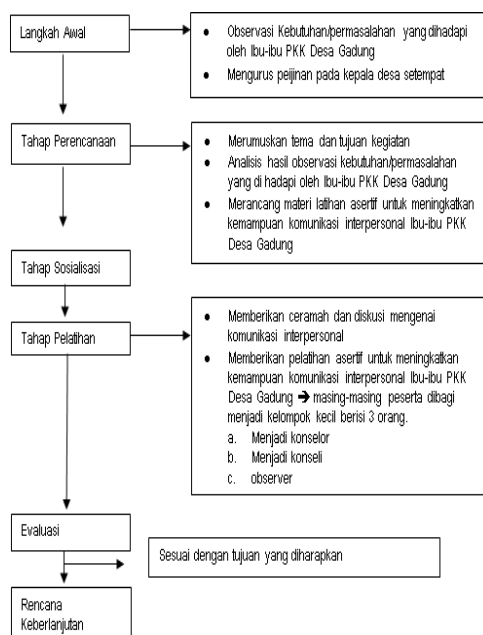 Langkah Awal
• Observasi Kebutuhan/permasalahan yang dihadapi
oleh Ibu-ibu PKK Desa Gadung
• Mengurus peijinan pada kepala desa setempat
Tahap Perencanaan
• Merumuskan tema dan tujuan kegiatan
• Analisis hasil observasi kebutuhan/permasalahan
yang di hadapi oleh Ibu-ibu PKK Desa Gadung
• Merancang materi latihan asertif untuk meningkatkan
kemampuan komunikasi interpersonal Ibu-ibu PKK
Desa Gadung
Tahap Sosialisasi
Tahap Pelatihan
• Memberikan ceramah dan diskusi mengenai
komunikasi interpersonal
• Memberikan pelatihan asertif untuk meningkatkan
kemampuan komunikasi interpersonal Ibu-ibu PKK
Desa Gadung ➔ masing-masing peserta dibagi
menjadi kelompok kecil berisi 3 orang.
a. Menjadi konselor
b. Menjadi konseli
c. observer
Evaluasi
Sesuai dengan tujuan yang diharapkan
Rencana
Keberlanjutan